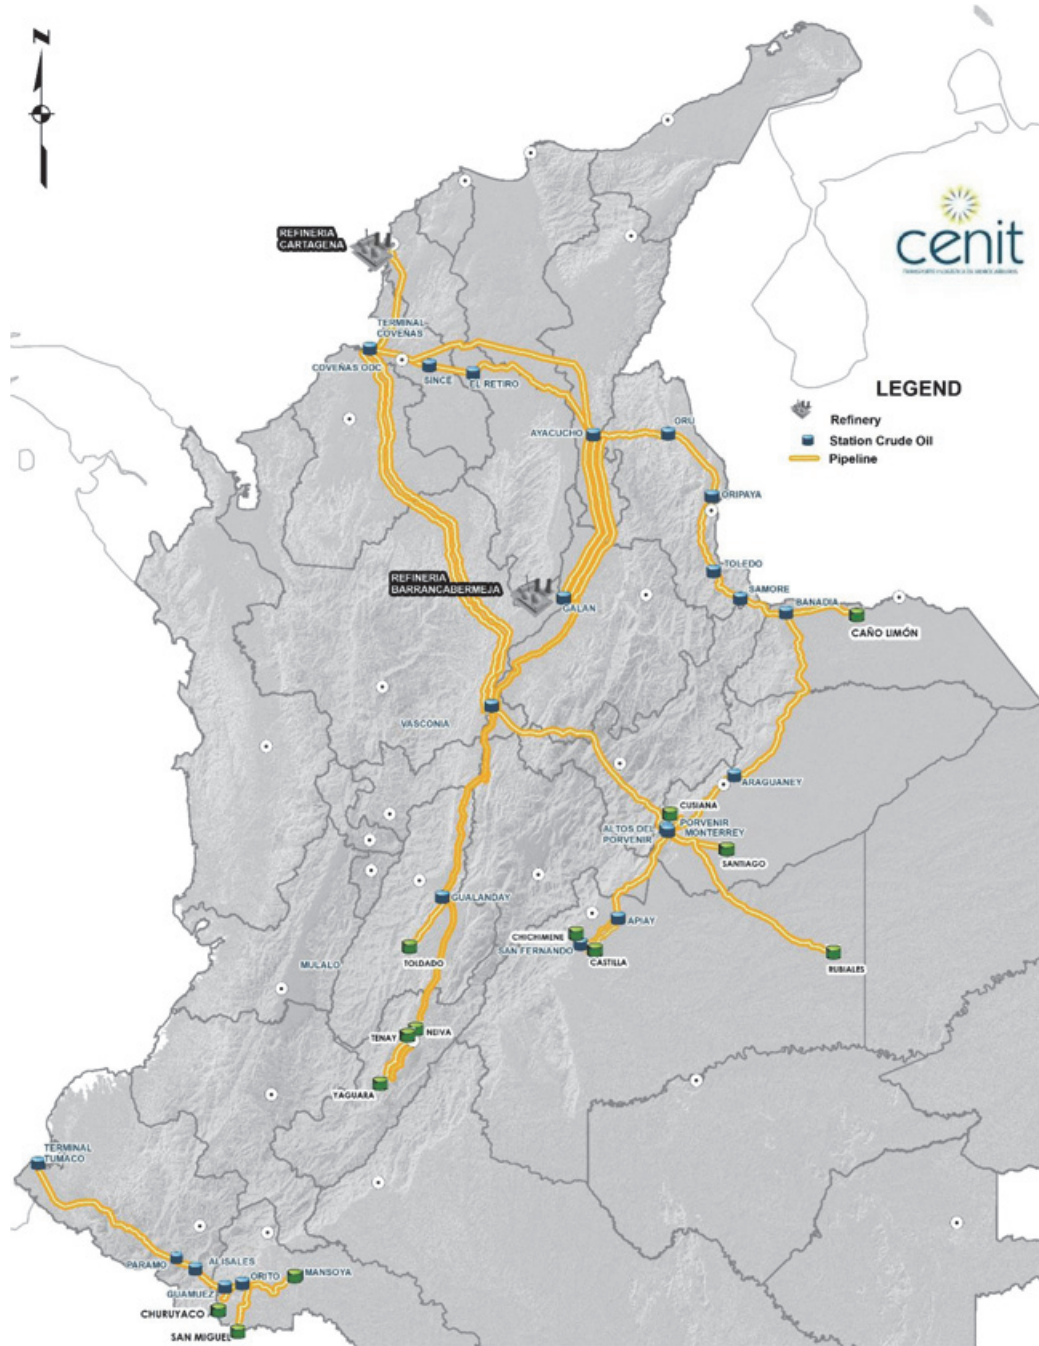 N
REFINERIA
CARTAGENA
cenit
TERMINAL
COVEÑAS
COVEÑAS ODC
SINCE
EL RETIRO
LEGEND
Refinery
Station Crude Oil
Pipeline
AYACUCHO
ORU
ORIPAYA
TOLEDO
SAMORE
BANADIA
CAÑO LIMÓN
REFINERIA
BARRANCABERMEJA
GALAN
VASCONIA
ARAGUANEY
CUSIANA
ALTOS DEL
PORVENIR
PORVENIR
MONTERREY
SANTIAGO
GUALANDAY
APIAY
CHICHIMENE
SAN FERNANDO
CASTILLA
RUBIALES
TOLDADO
MULALO
TENAY
NEIVA
YAGUARA
TERMINAL
TUMACO
PARAMO
ALISALES
GUAMUEZ
ORITO
MANSOYA
CHURUYACO
SAN MIGUEL